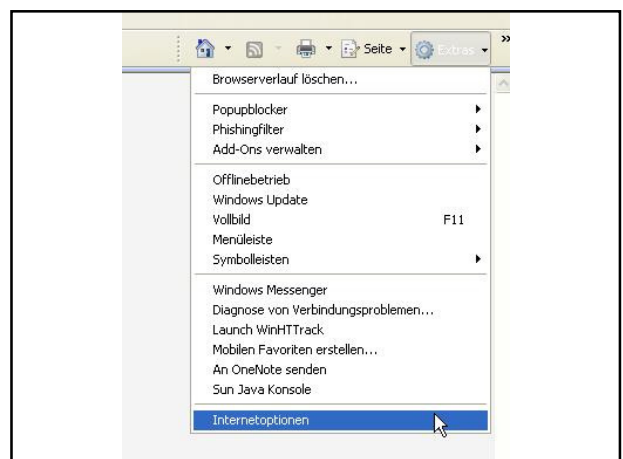 Seite Extras »
Browserverlauf löschen...
Popupblocker
Phishingfilter
Add-Ons verwalten
Offlinebetrieb
Windows Update
Vollbild F11
Menüleiste
Symbolleisten
Windows Messenger
Diagnose von Verbindungsproblemen...
Launch WinHTTrack
Mobilen Favoriten erstellen...
An OneNote senden
Sun Java Konsole
Internetoptionen